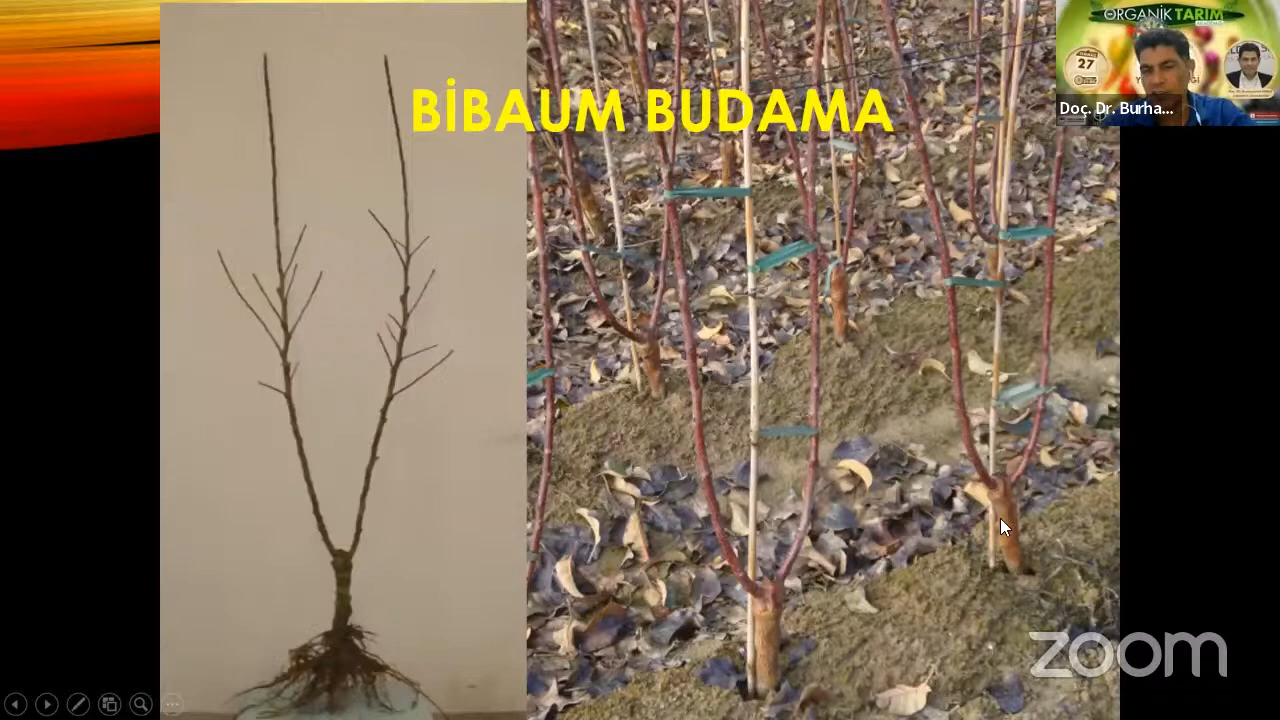 BİBAUM BUDAMA
ORGANİK TARIM
27
Doç. Dr. Burha...
zoom